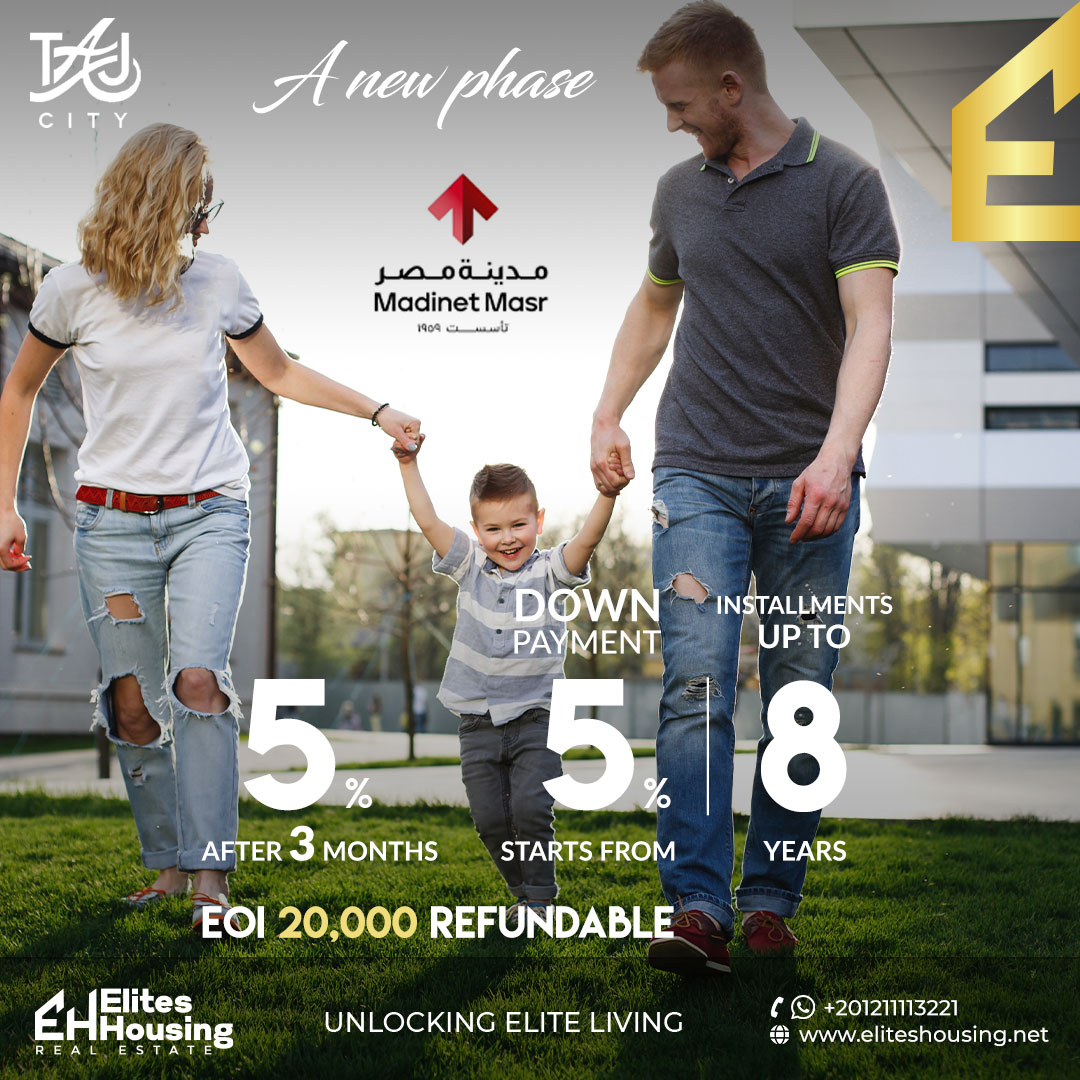 TAJ
CITY
A new phase
مدينة مصر
Madinet Masr
تأسست ١٩٥٩
DOWN
PAYMENT
INSTALLMENTS
UP TO
5%
5%
8
AFTER 3 MONTHS
STARTS FROM
YEARS
EOI 20,000 REFUNDABLE
EH Elites
Housing
REAL ESTATE
UNLOCKING ELITE LIVING
+201211113221
www.eliteshousing.net